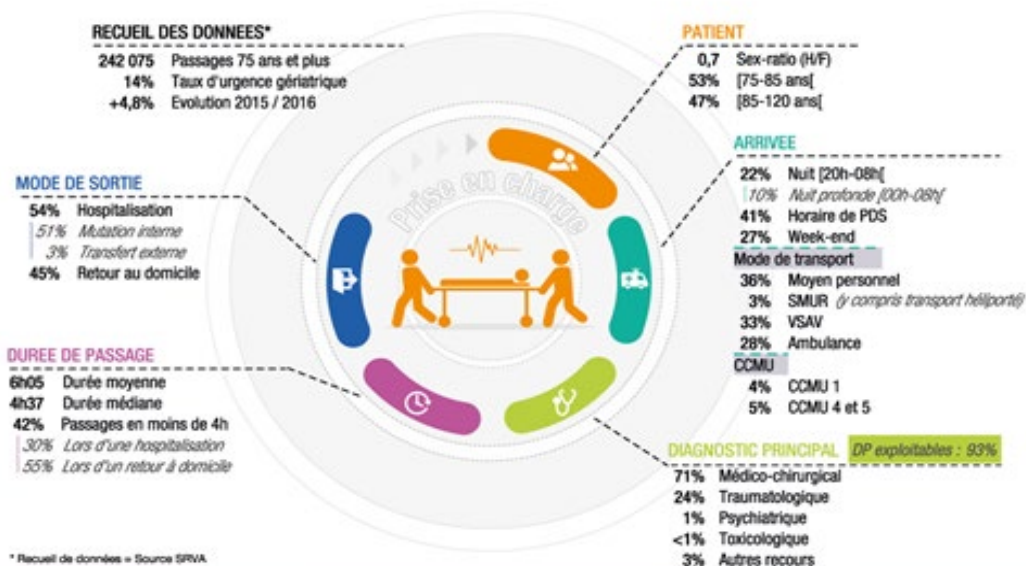 RECUEIL DES DONNEES*
242 075 Passages 75 ans et plus
14% Taux d'urgence gériatrique
+4,8% Evolution 2015 / 2016
PATIENT
0,7 Sex-ratio (H/F)
53% [75-85 ans[
47% [85-120 ans[
ARRIVEE
22% Nuit [20h-08h[
10% Nuit profonde [00h-08h[
41% Horaire de PDS
27% Week-end
Mode de transport
36% Moyen personnel
3% SMUR (y compris transport héliporté)
33% VSAV
28% Ambulance
CCMU
4% CCMU 1
5% CCMU 4 et 5
DIAGNOSTIC PRINCIPAL DP exploitables : 93%
71% Médico-chirurgical
24% Traumatologique
1% Psychiatrique
<1% Toxicologique
3% Autres recours
DUREE DE PASSAGE
6h05 Durée moyenne
4h37 Durée médiane
42% Passages en moins de 4h
30% Lors d'une hospitalisation
55% Lors d'un retour à domicile
MODE DE SORTIE
54% Hospitalisation
51% Mutation interne
3% Transfert externe
45% Retour au domicile
Prise en charge
* Recueil de données = Source SRVA